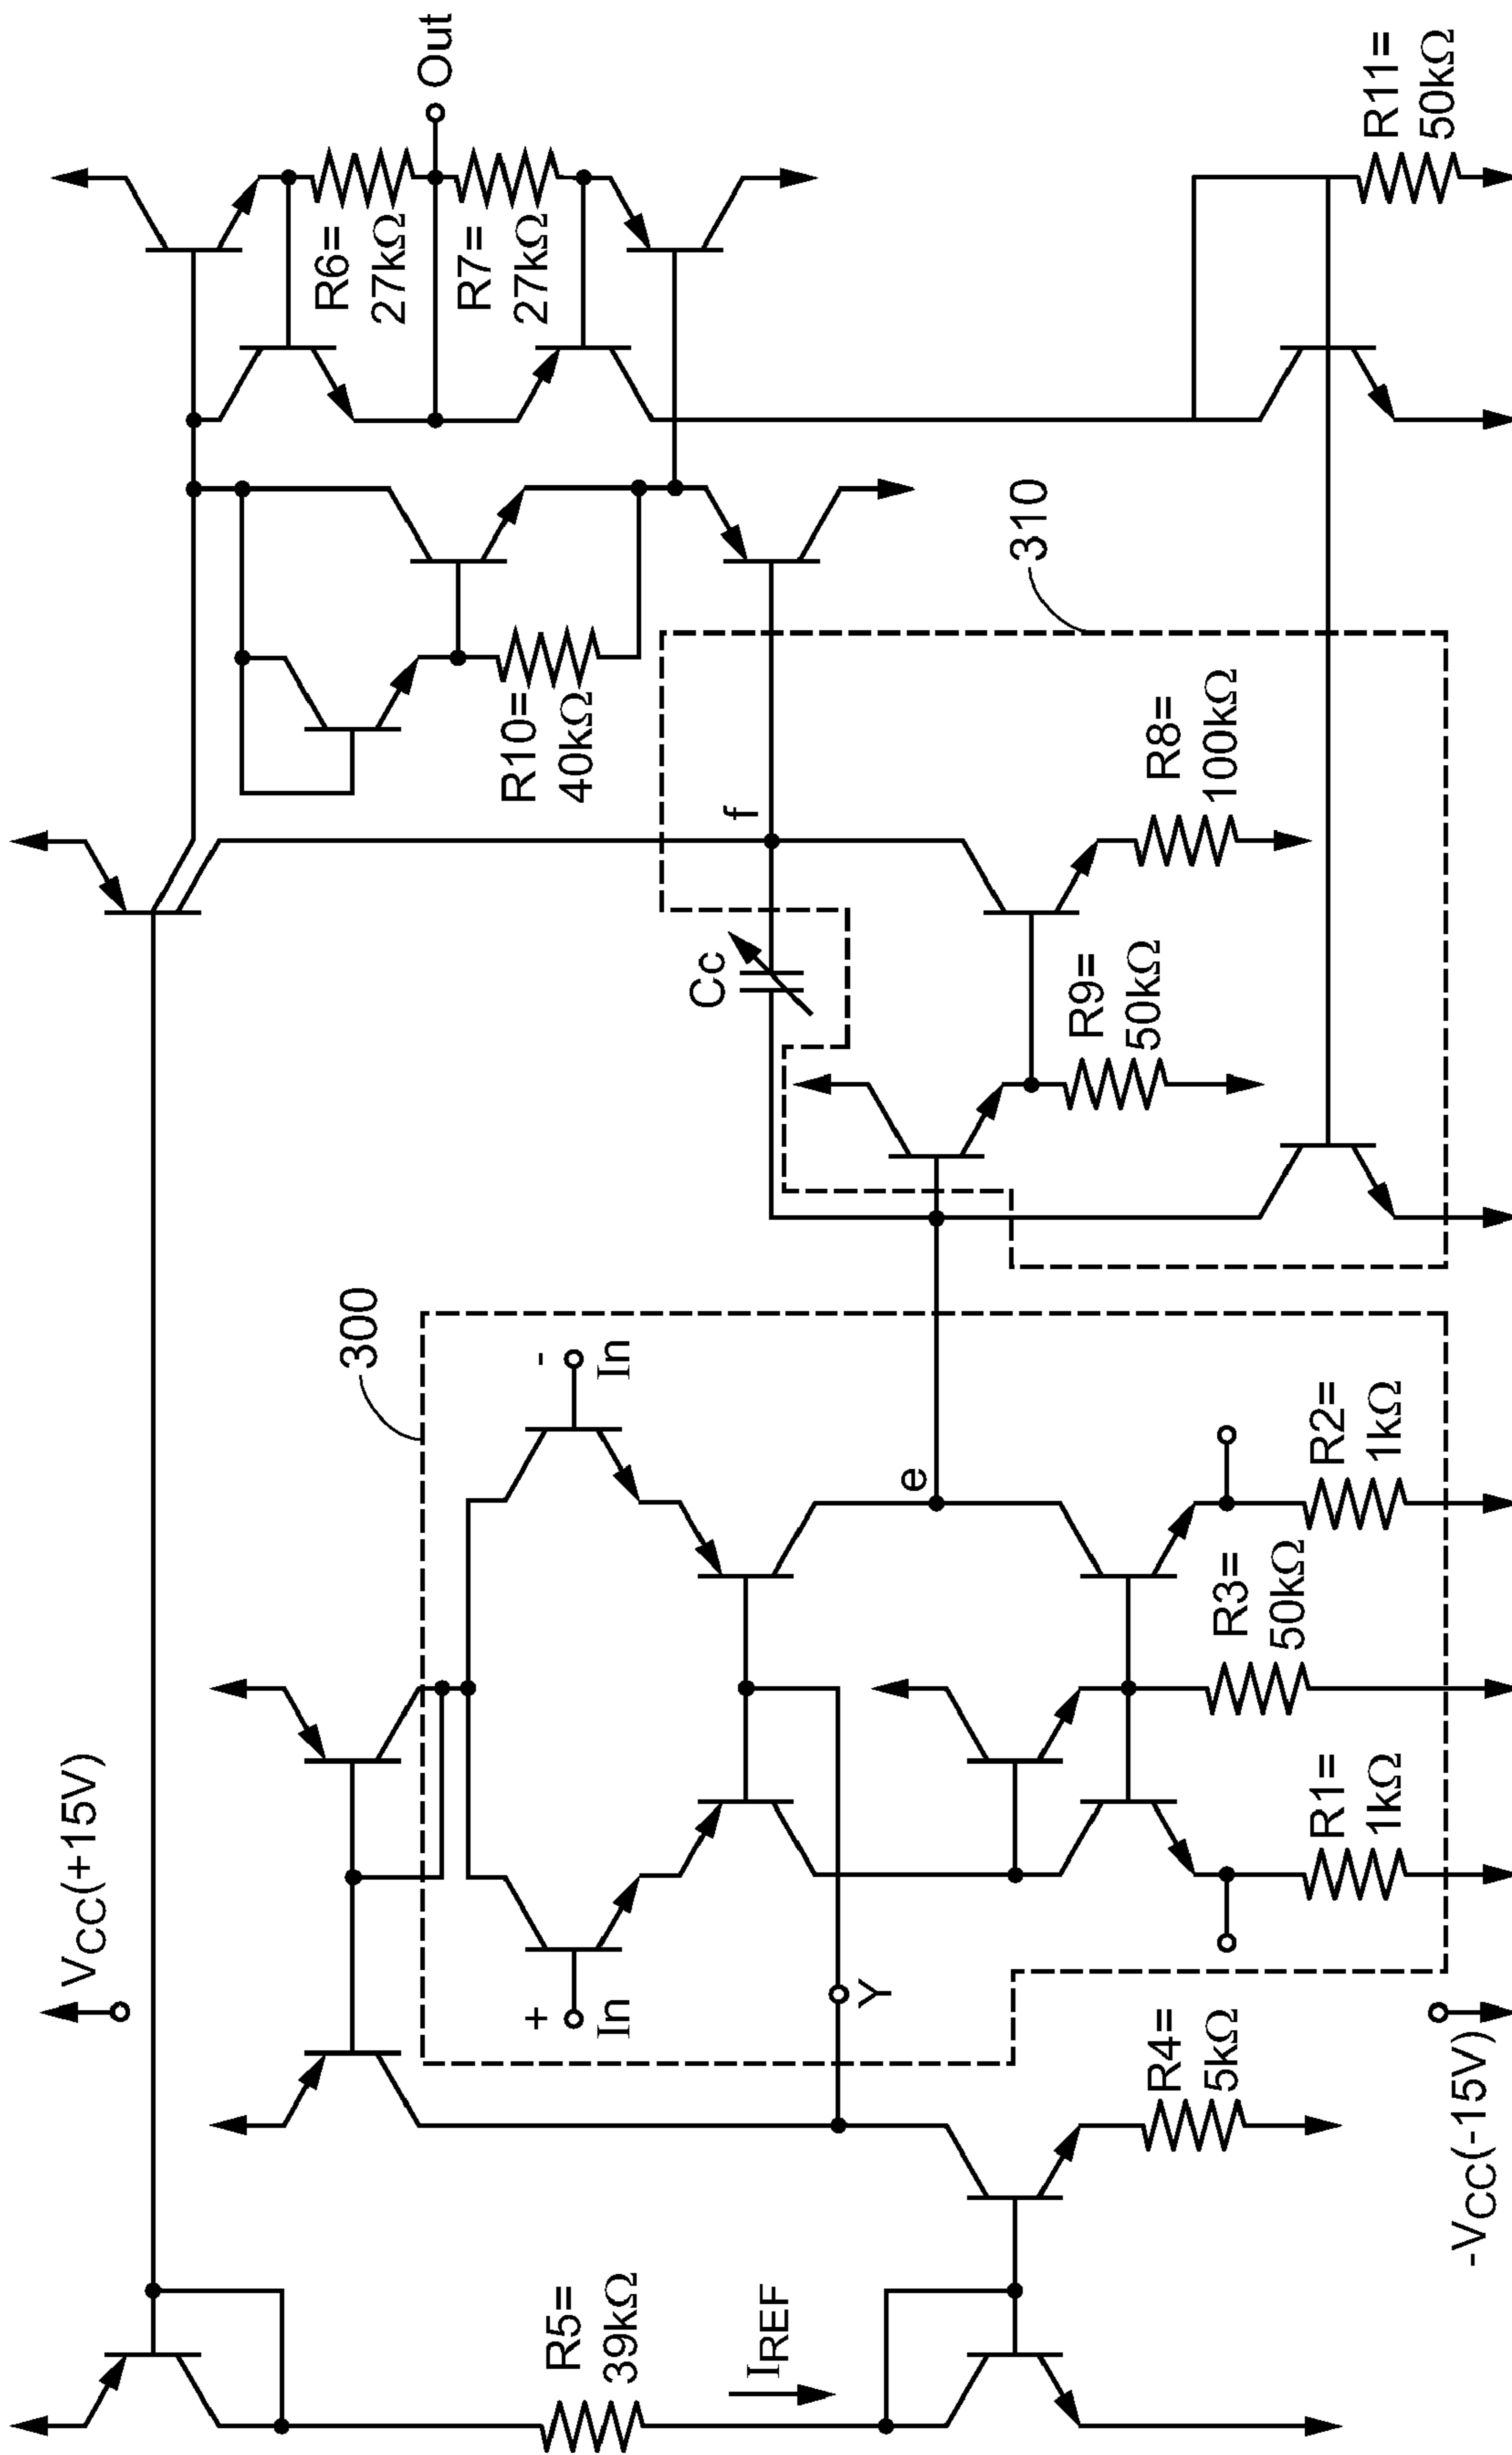 VCC(+15V)
R5=
39kΩ
IREF
-VCC(-15V)
R4=
5kΩ
+
In
Y
R1=
1kΩ
R3=
50kΩ
R2=
1kΩ
-
In
300
e
Cc
f
R9=
50kΩ
R8=
100kΩ
310
R10=
40kΩ
R6=
27kΩ
R7=
27kΩ
Out
R11=
50kΩ